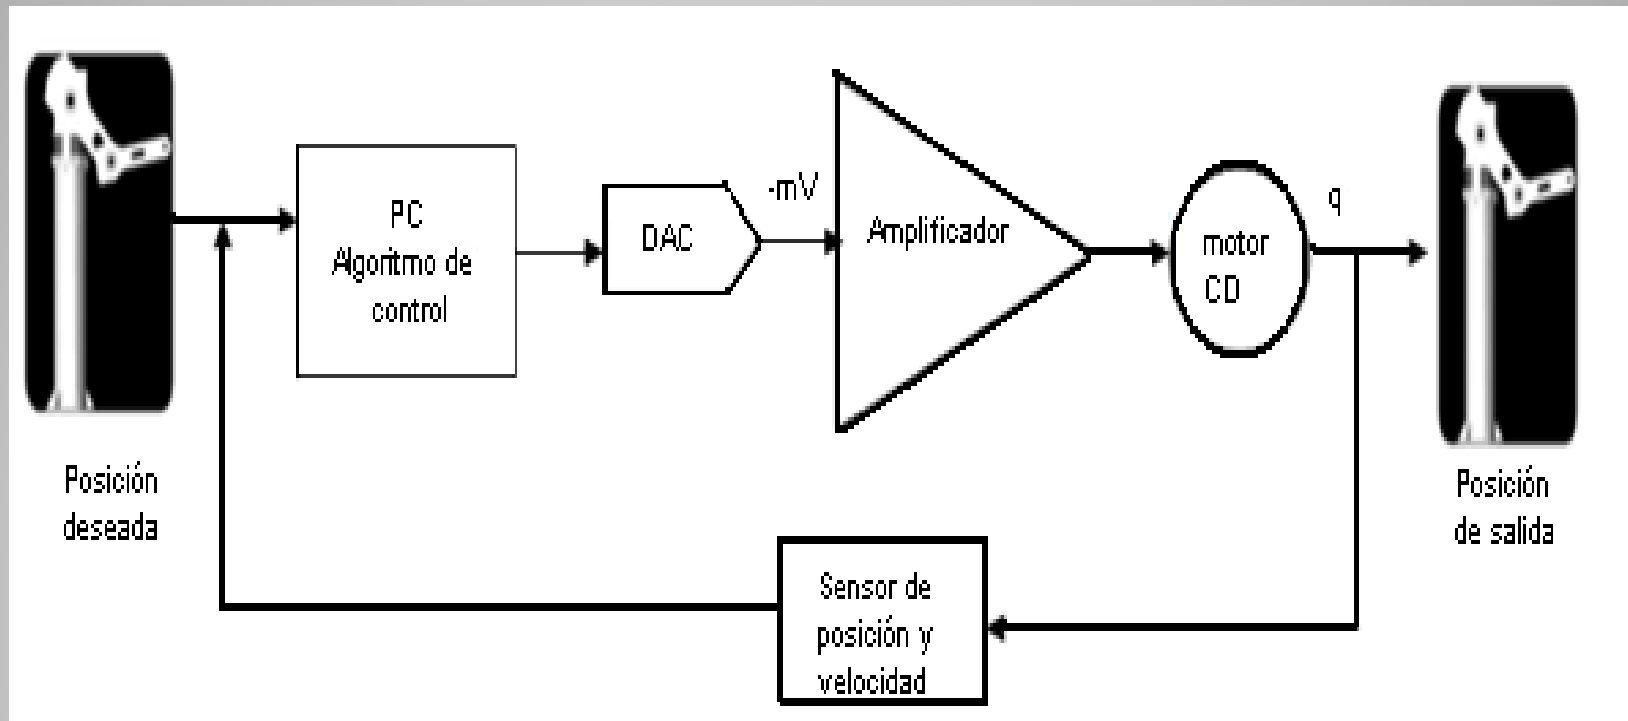 Posición
deseada
PC
Algoritmo de
control
DAC
-mV
Amplificador
motor
CD
q
Posición
de salida
Sensor de
posición y
velocidad